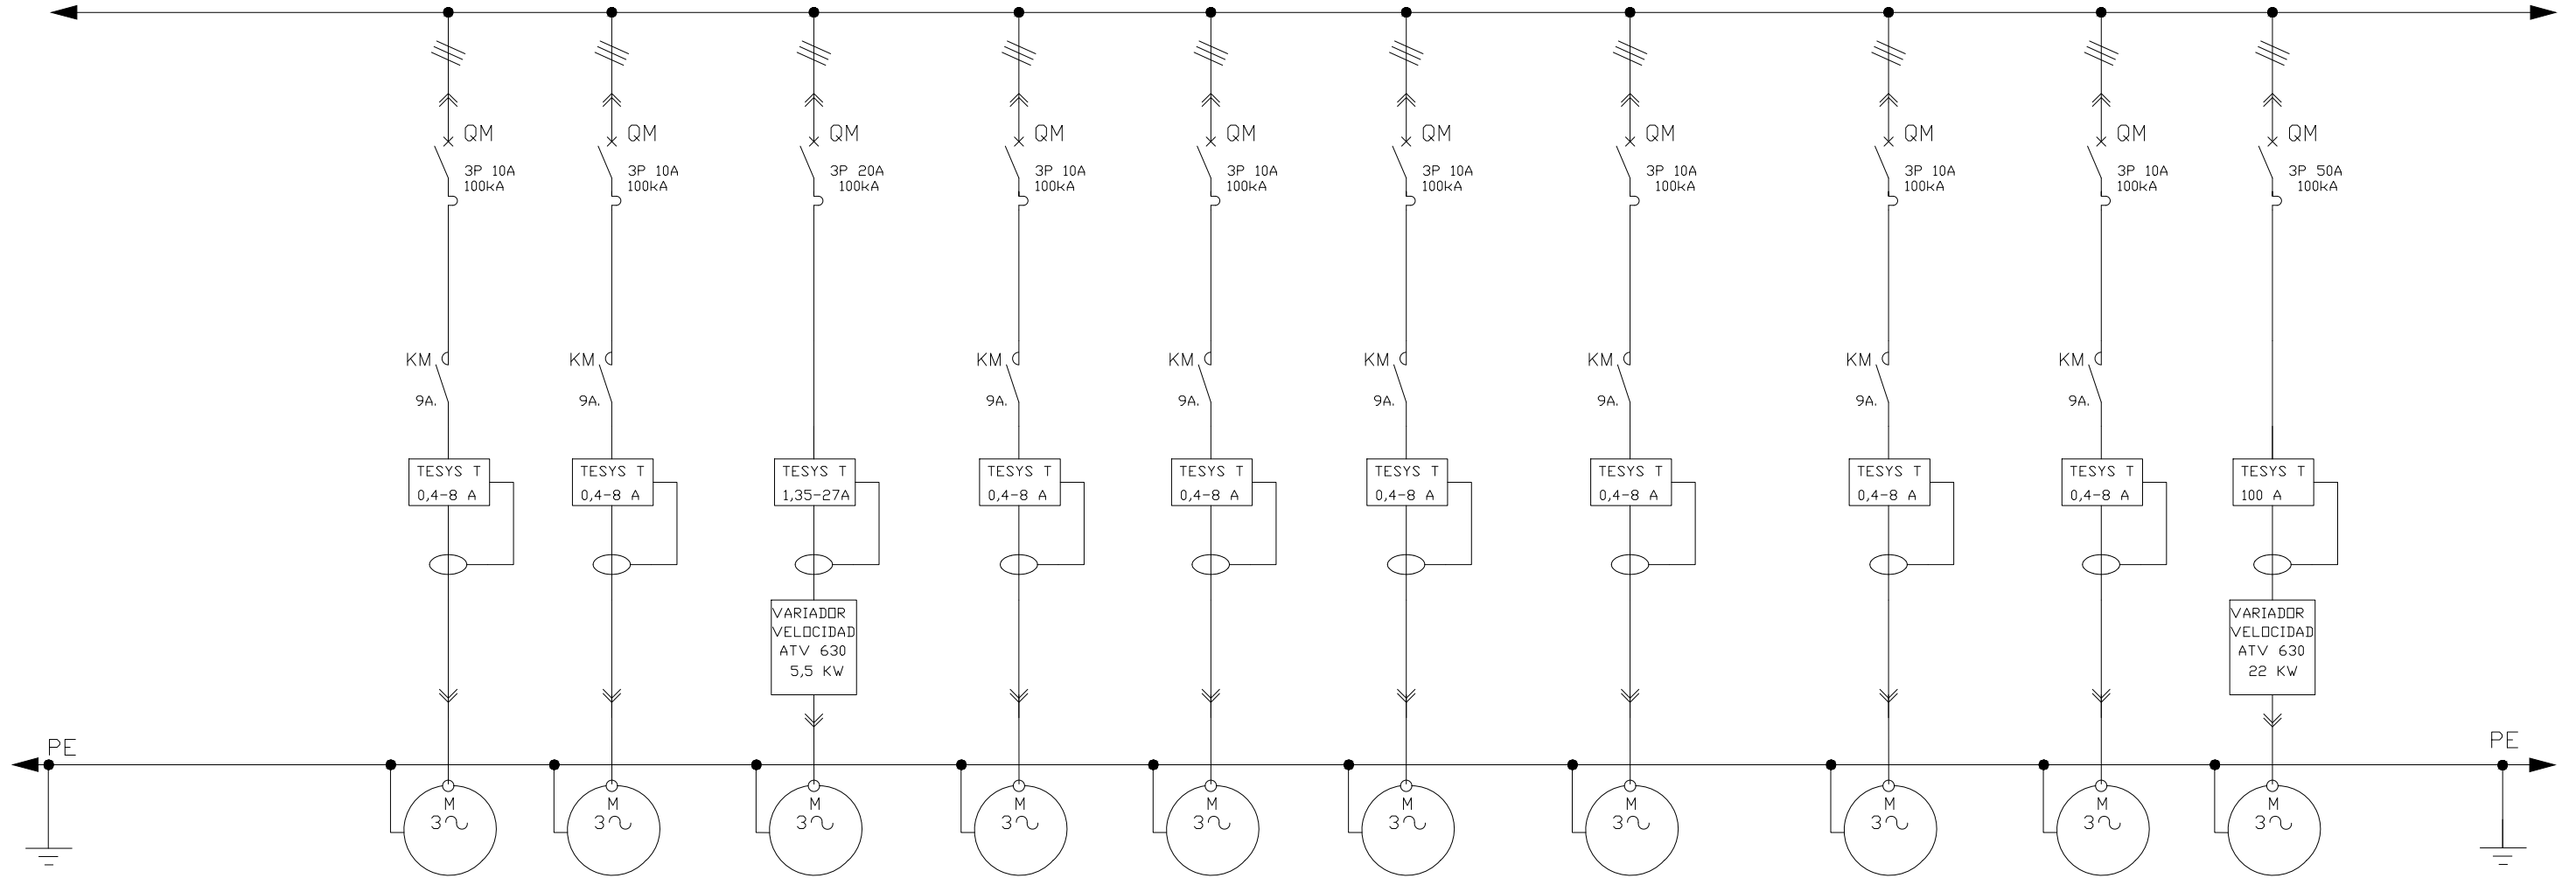 QM QM QM QM QM QM QM QM QM QM
3P 10A 3P 10A 3P 20A 3P 10A 3P 10A 3P 10A 3P 10A 3P 10A 3P 10A 3P 50A
100kA 100kA 100kA 100kA 100kA 100kA 100kA 100kA 100kA 100kA
KM KM KM KM KM KM KM KM
9A. 9A. 9A. 9A. 9A. 9A. 9A. 9A.
TESYS T TESYS T TESYS T TESYS T TESYS T TESYS T TESYS T TESYS T TESYS T TESYS T
0,4-8 A 0,4-8 A 1,35-27A 0,4-8 A 0,4-8 A 0,4-8 A 0,4-8 A 0,4-8 A 0,4-8 A 100 A
VARIADOR VARIADOR
VELOCIDAD VELOCIDAD
ATV 630 ATV 630
5,5 KW 22 KW
PE PE
M M M M M M M M M M
3~ 3~ 3~ 3~ 3~ 3~ 3~ 3~ 3~ 3~